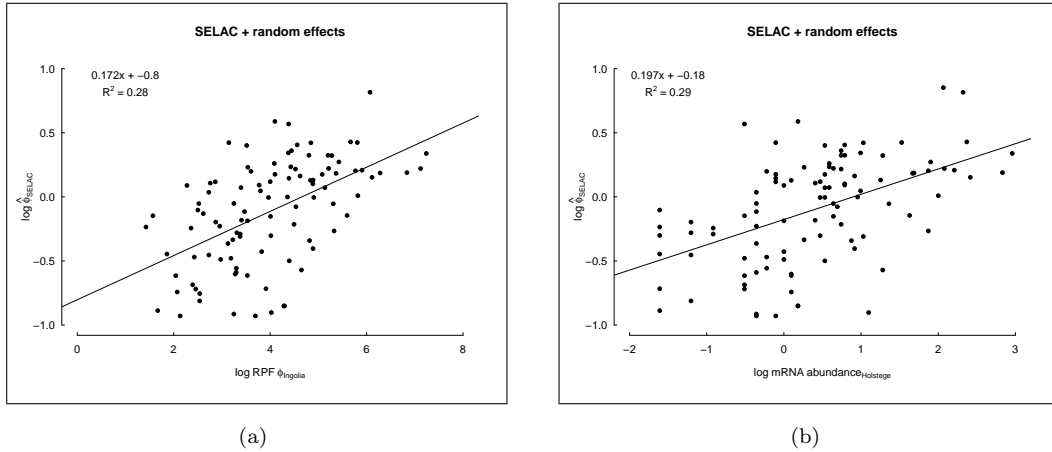 SELAC + random effects
0.172x + −0.8
R² = 0.28
1.0
0.5
0.0
−0.5
−1.0
log ϕ̂SELAC
0 2 4 6 8
log RPF ϕIngolia
(a)
SELAC + random effects
0.197x + −0.18
R² = 0.29
1.0
0.5
0.0
−0.5
−1.0
log ϕ̂SELAC
−2 −1 0 1 2 3
log mRNA abundanceHolstege
(b)